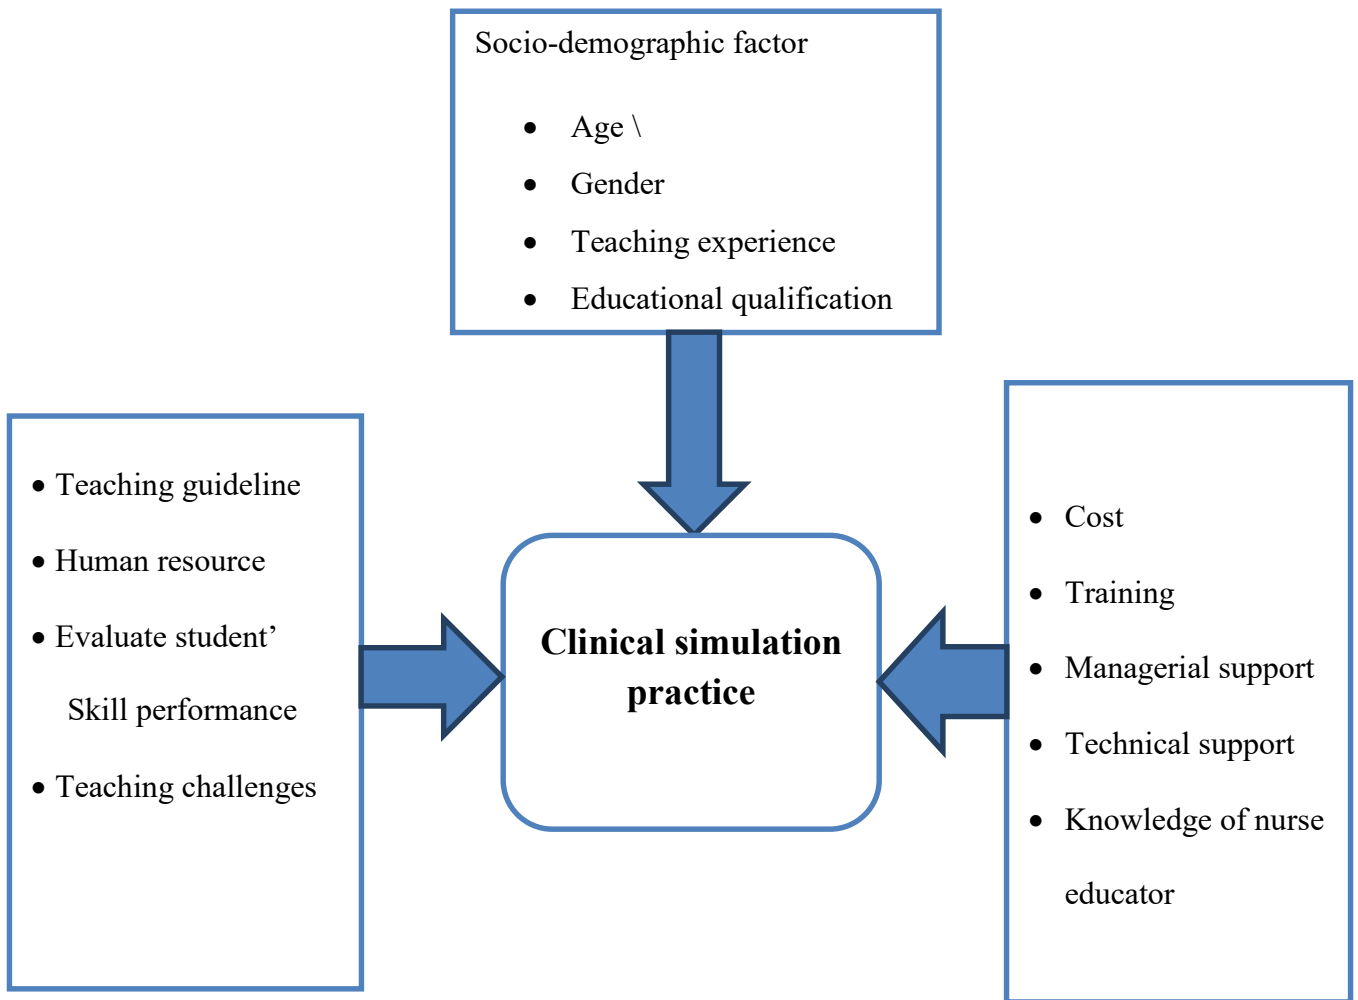 Socio-demographic factor
• Age \
• Gender
• Teaching experience
• Educational qualification
• Teaching guideline
• Human resource
• Evaluate student’
Skill performance
• Teaching challenges
Clinical simulation
practice
• Cost
• Training
• Managerial support
• Technical support
• Knowledge of nurse
educator